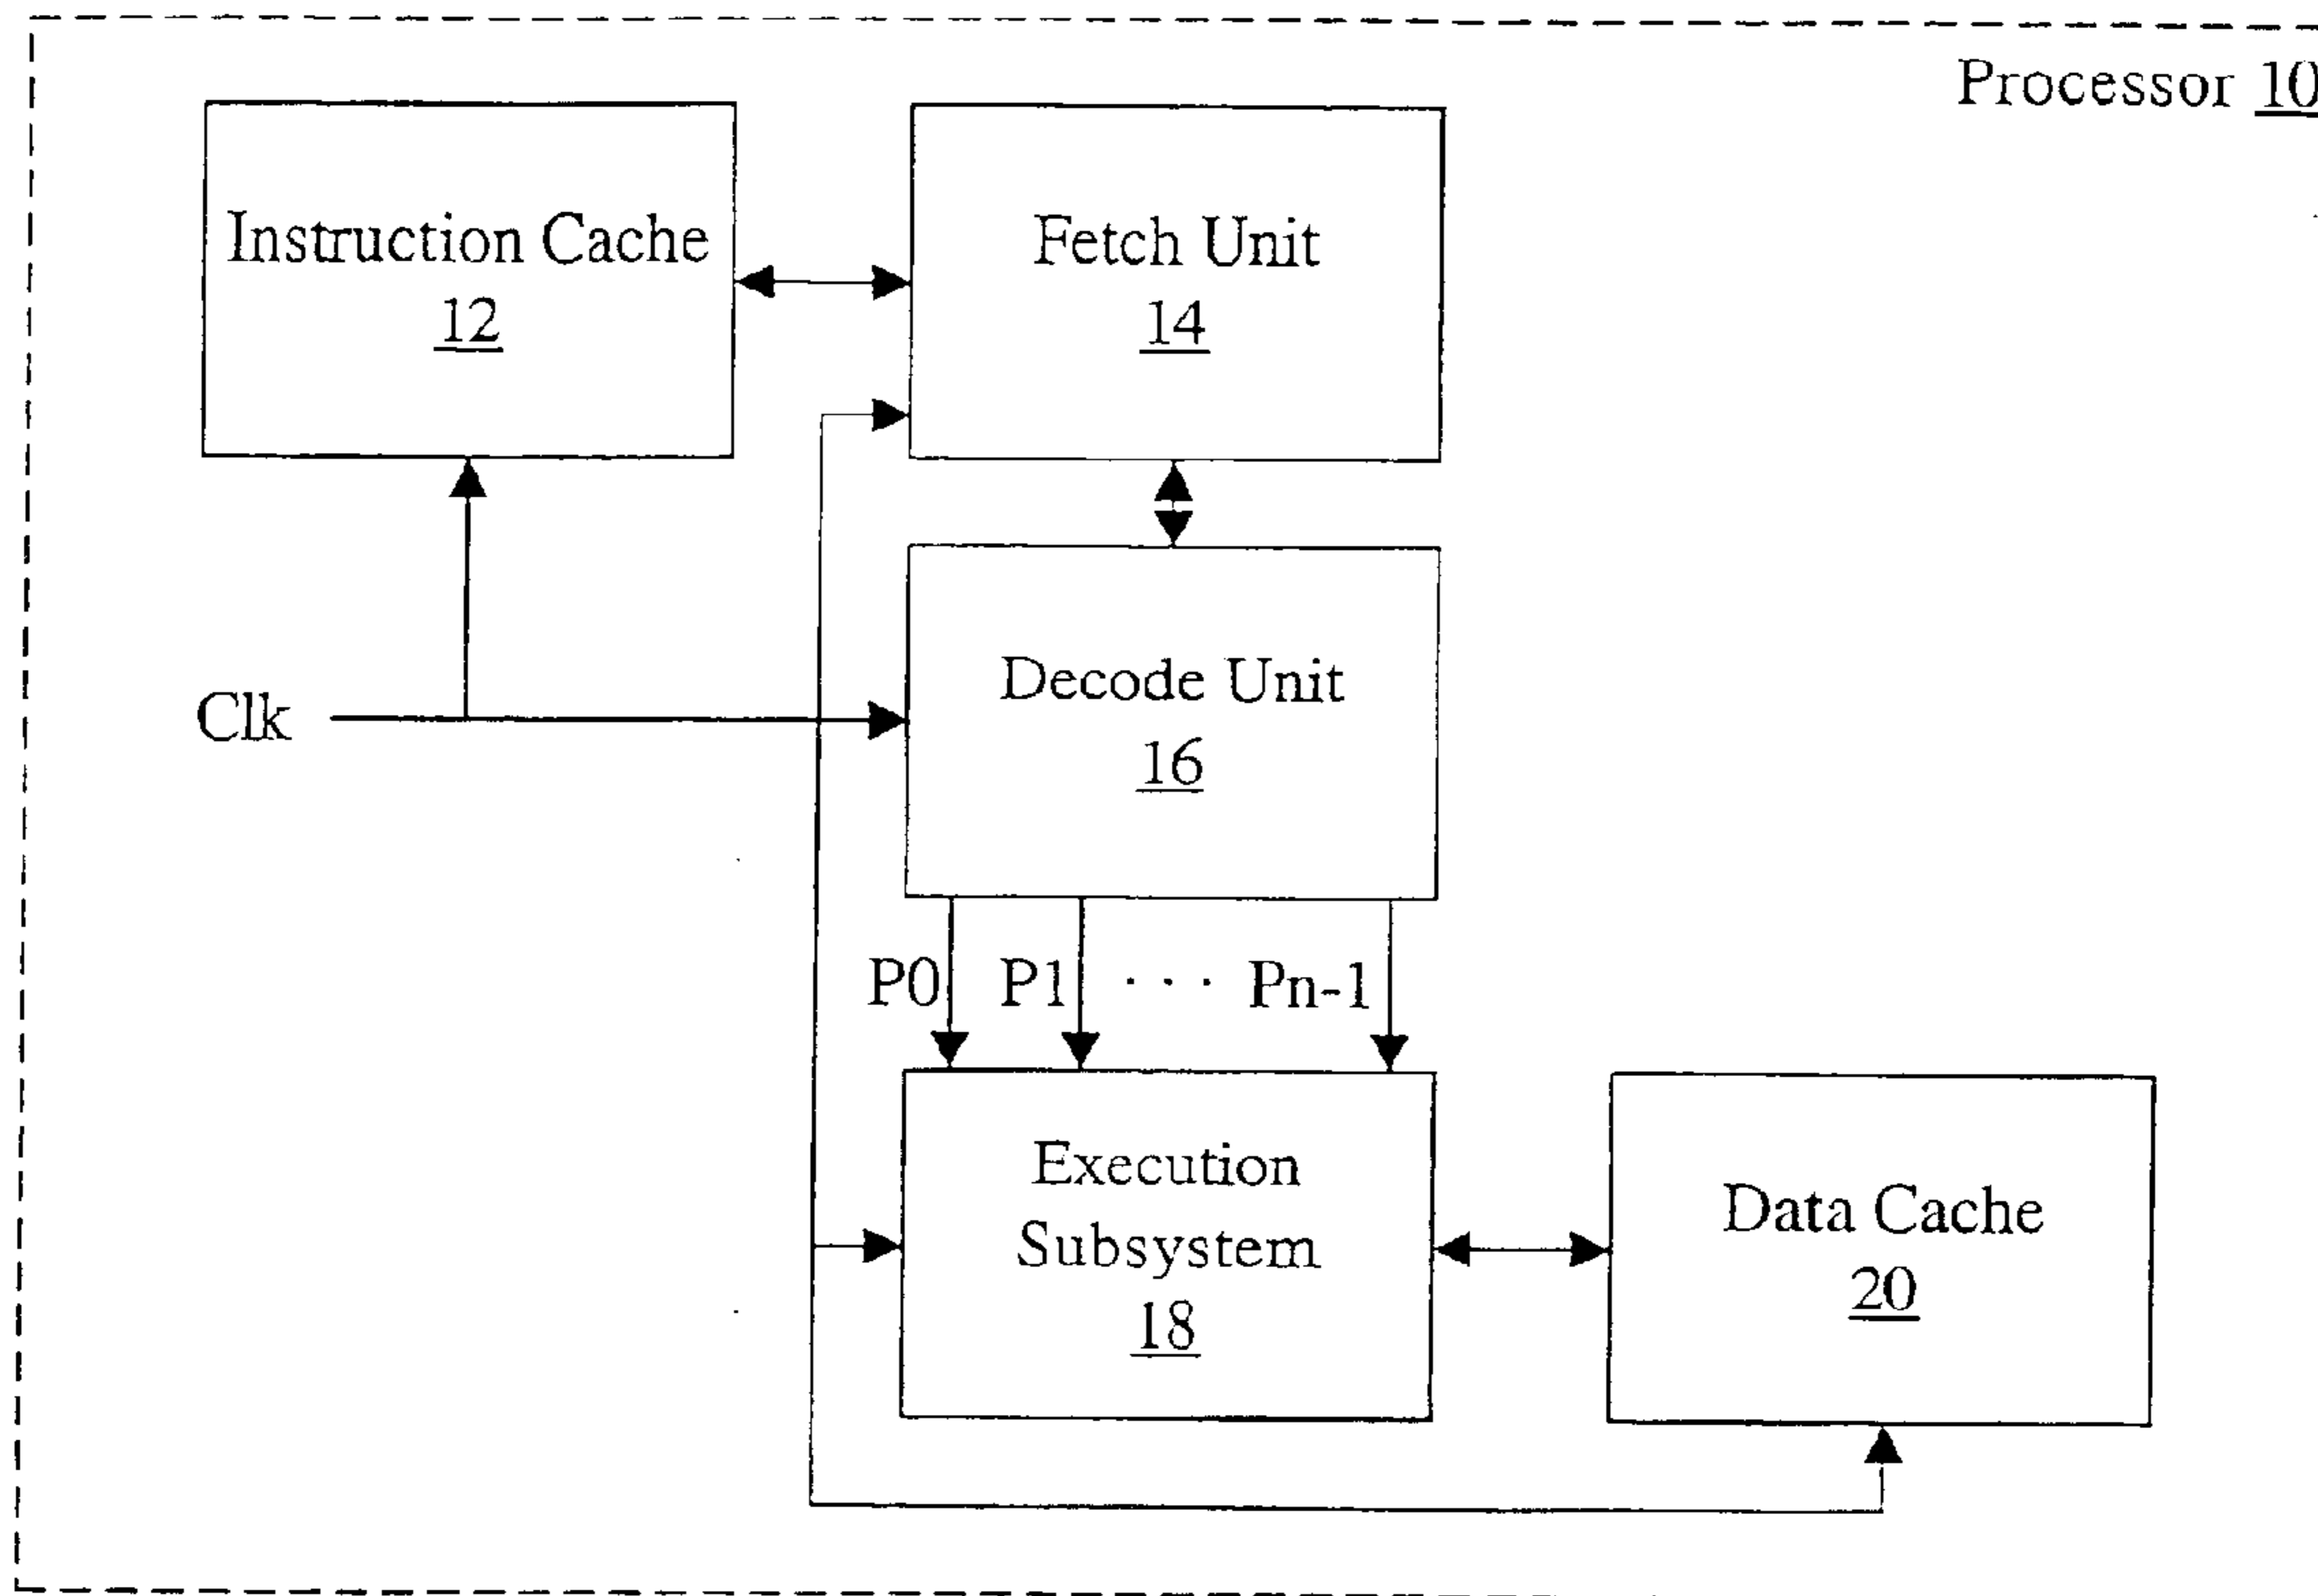 Processor 10
Instruction Cache
12
Fetch Unit
14
Clk
Decode Unit
16
P0 P1 . . . Pn-1
Execution
Subsystem
18
Data Cache
20